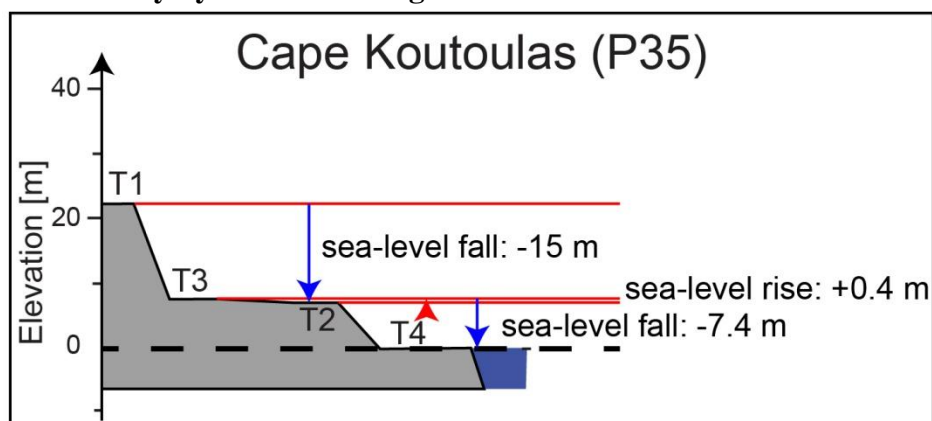 Cape Koutoulas (P35)
40
Elevation [m]
T1
20
sea-level fall: -15 m
T3
sea-level rise: +0.4 m
T2
sea-level fall: -7.4 m
T4
0